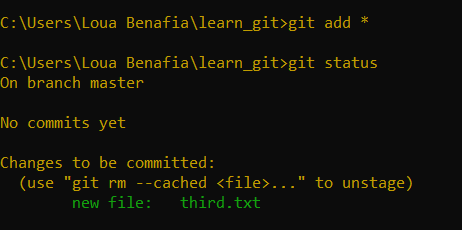 C:\Users\Loua Benafia\learn_git>git add *
C:\Users\Loua Benafia\learn_git>git status
On branch master
No commits yet
Changes to be committed:
  (use "git rm --cached <file>..." to unstage)
        new file:   third.txt